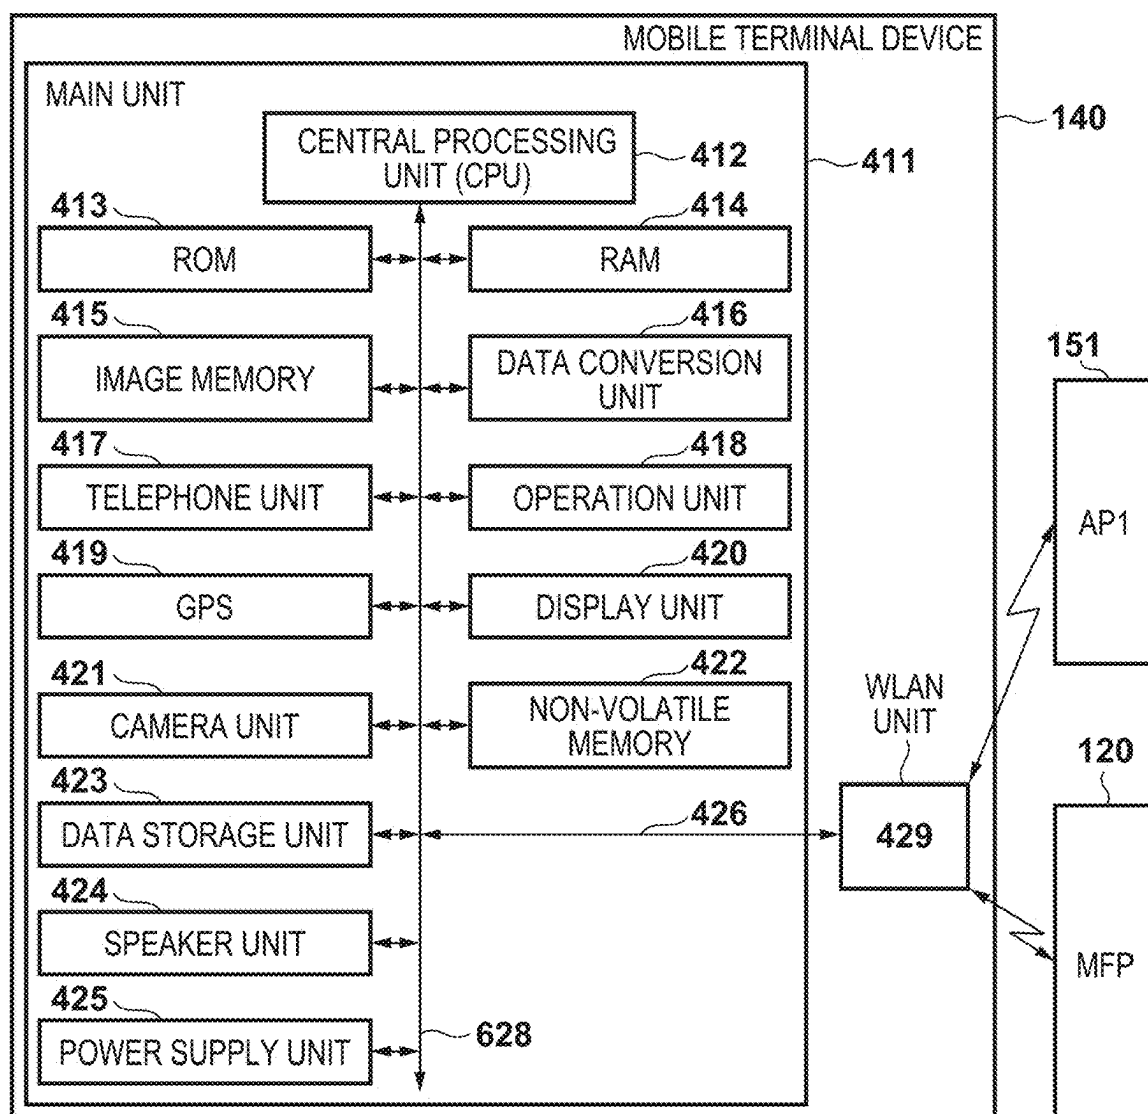 MOBILE TERMINAL DEVICE
MAIN UNIT
140
CENTRAL PROCESSING
UNIT (CPU)
412
411
413
ROM
414
RAM
415
IMAGE MEMORY
416
DATA CONVERSION
UNIT
151
AP1
417
TELEPHONE UNIT
418
OPERATION UNIT
419
GPS
420
DISPLAY UNIT
421
CAMERA UNIT
422
NON-VOLATILE
MEMORY
WLAN
UNIT
429
120
MFP
423
DATA STORAGE UNIT
426
424
SPEAKER UNIT
425
POWER SUPPLY UNIT
628